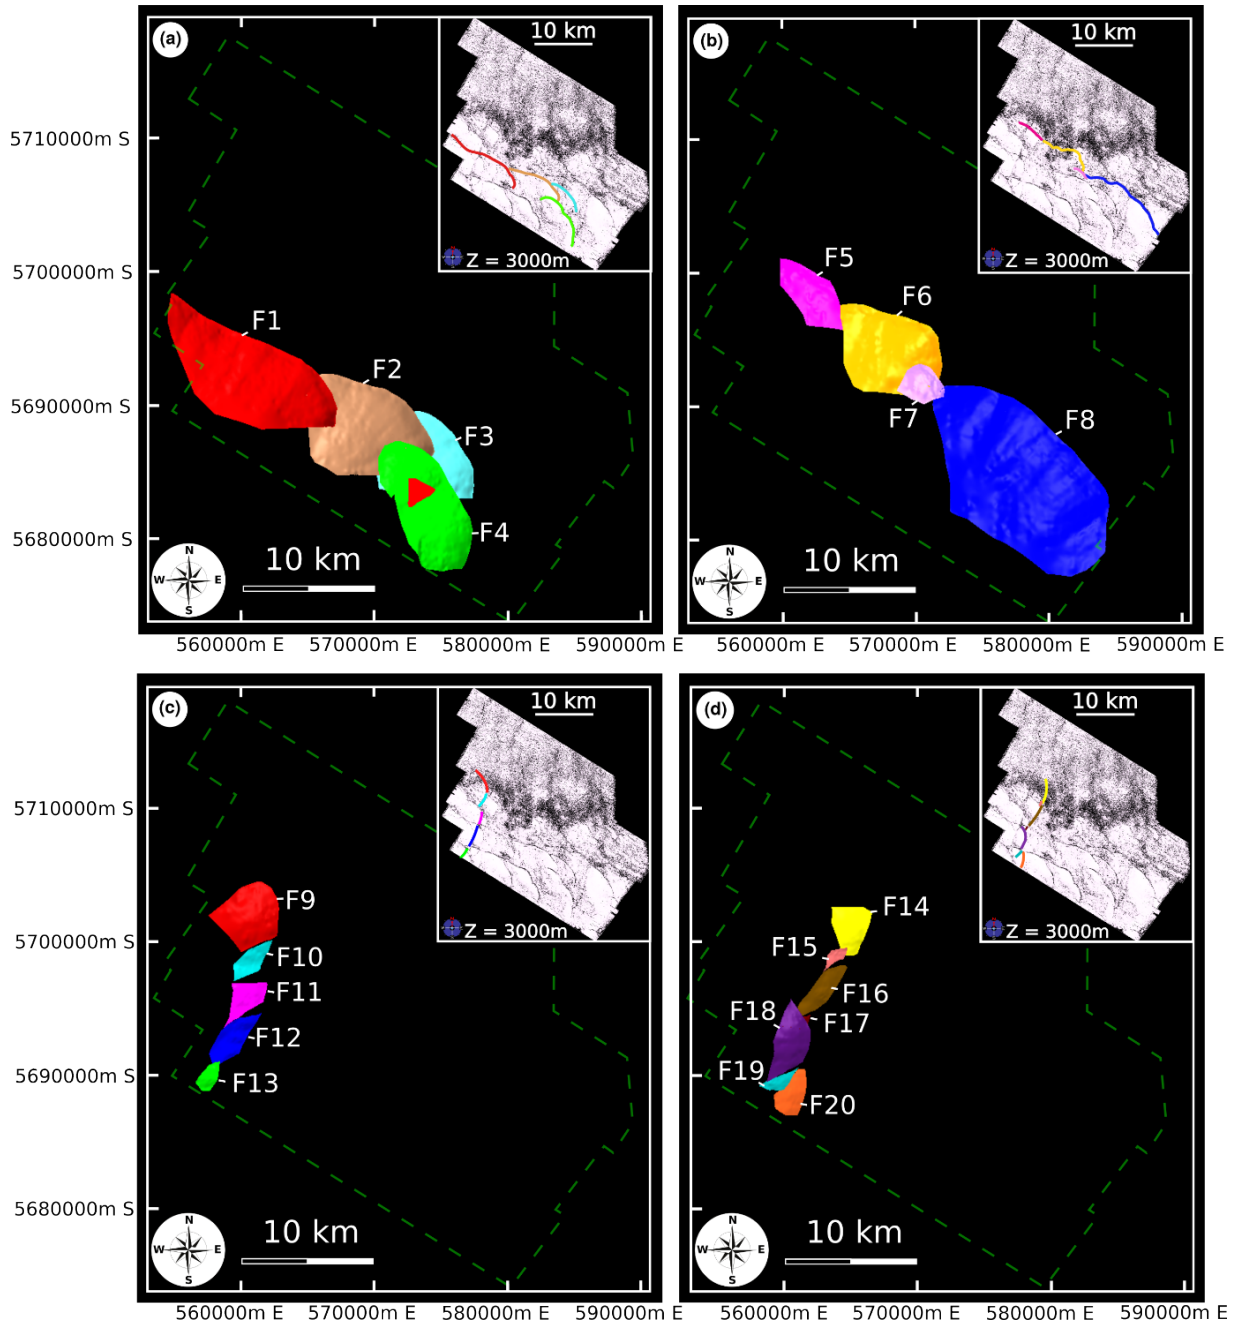 (a)
10 km
Z = 3000m
F1
F2
F3
F4
10 km
N
W E
S
5710000m S
5700000m S
5690000m S
5680000m S
560000m E 570000m E 580000m E 590000m E
(b)
10 km
Z = 3000m
F5
F6
F7
F8
10 km
N
W E
S
560000m E 570000m E 580000m E 590000m E
(c)
10 km
Z = 3000m
F9
F10
F11
F12
F13
10 km
N
W E
S
5710000m S
5700000m S
5690000m S
5680000m S
560000m E 570000m E 580000m E 590000m E
(d)
10 km
Z = 3000m
F14
F15
F16
F18
F17
F19
F20
10 km
N
W E
S
560000m E 570000m E 580000m E 590000m E